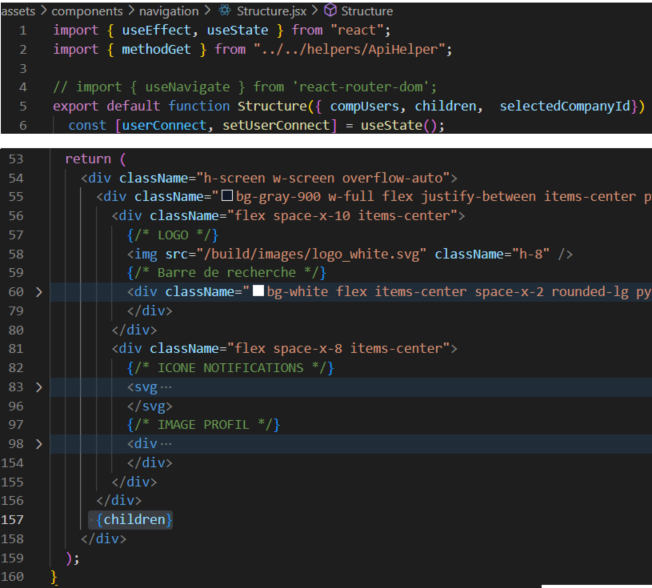 assets > components > navigation > Structure.jsx > Structure
1 import { useEffect, useState } from "react";
2 import { methodGet } from "../../helpers/ApiHelper";
3
4 // import { useNavigate } from 'react-router-dom';
5 export default function Structure({ compUsers, children,  selectedCompanyId})
6 const [userConnect, setUserConnect] = useState();
53 return (
54 <div className="h-screen w-screen overflow-auto">
55 <div className="bg-gray-900 w-full flex justify-between items-center p
56 <div className="flex space-x-10 items-center">
57 {/* LOGO */}
58 <img src="/build/images/logo_white.svg" className="h-8" />
59 {/* Barre de recherche */}
60 > <div className="bg-white flex items-center space-x-2 rounded-lg py
79 </div>
80 </div>
81 <div className="flex space-x-8 items-center">
82 {/* ICONE NOTIFICATIONS */}
83 > <svg ···
96 </svg>
97 {/* IMAGE PROFIL */}
98 > <div ···
154 </div>
155 </div>
156 </div>
157 {children}
158 </div>
159 );
160 }